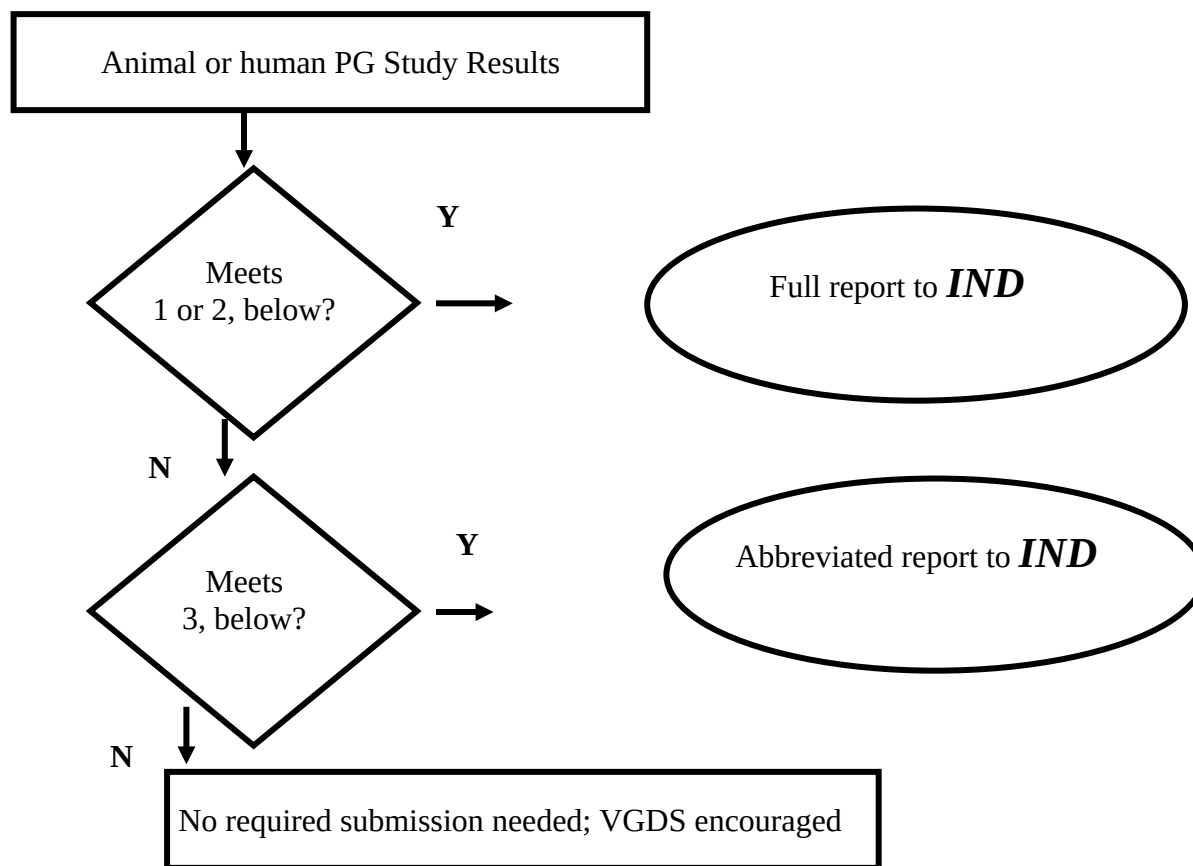 Animal or human PG Study Results
Y
Meets
1 or 2, below?
Full report to IND
N
Y
Meets
3, below?
Abbreviated report to IND
N
No required submission needed; VGDS encouraged